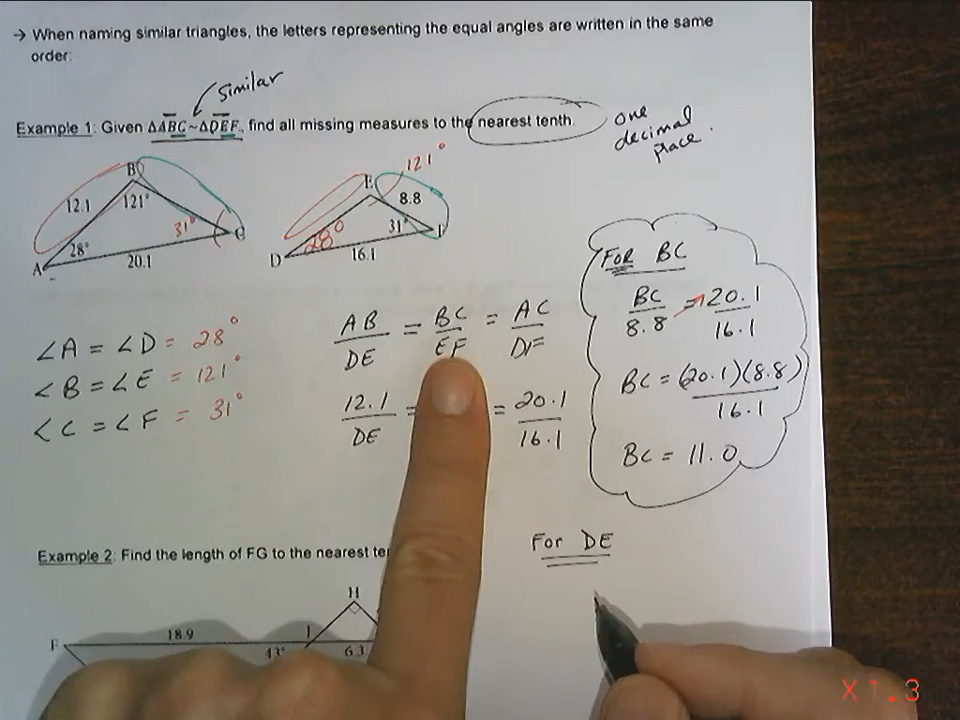 → When naming similar triangles, the letters representing the equal angles are written in the same
order.
similar
Example 1: Given ΔABC~ΔDEF, find all missing measures to the nearest tenth.
one
decimal
place.
B
12.1
121°
31°
C
28°
A
20.1
121°
E
8.8
28°
31°
F
D
16.1
∠A = ∠D = 28°
∠B = ∠E = 121°
∠C = ∠F = 31°
AB/DE = BC/EF = AC/DF
12.1/DE = = 20.1/16.1
FOR BC
BC/8.8 = 20.1/16.1
BC = (20.1)(8.8)/16.1
BC = 11.0
For DE
Example 2: Find the length of FG to the nearest
H
F
18.9
I
43°
6.3
X1.3